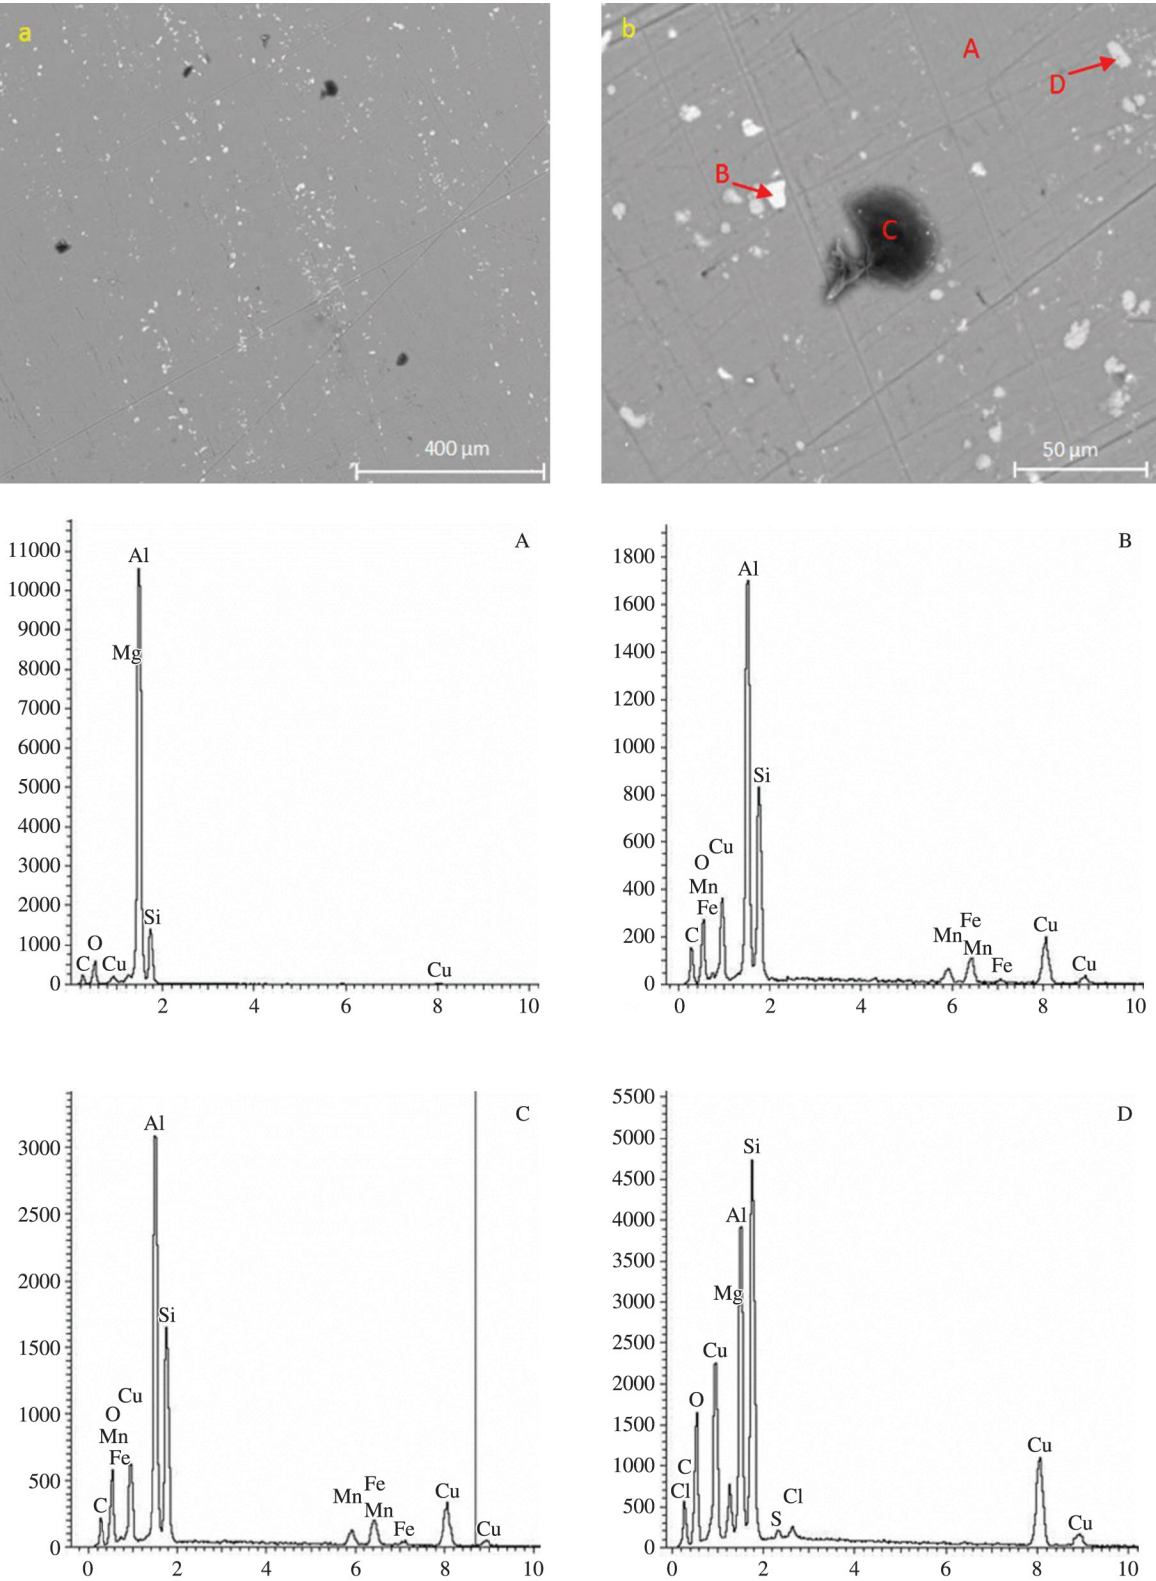 a
400 μm
b
A
D
B
C
50 μm
A
11000
10000
9000
8000
7000
6000
5000
4000
3000
2000
1000
0
Al
Mg
Si
O
C
Cu
Cu
2
4
6
8
10
B
1800
1600
1400
1200
1000
800
600
400
200
0
Al
Si
Cu
O
Mn
Fe
C
Mn
Fe
Mn
Fe
Cu
Cu
0
2
4
6
8
10
C
3000
2500
2000
1500
1000
500
0
Al
Si
Cu
O
Mn
Fe
C
Mn
Fe
Mn
Fe
Cu
Cu
0
2
4
6
8
10
D
5500
5000
4500
4000
3500
3000
2500
2000
1500
1000
500
0
Si
Al
Mg
Cu
O
C
Cl
S
Cl
Cu
Cu
0
2
4
6
8
10